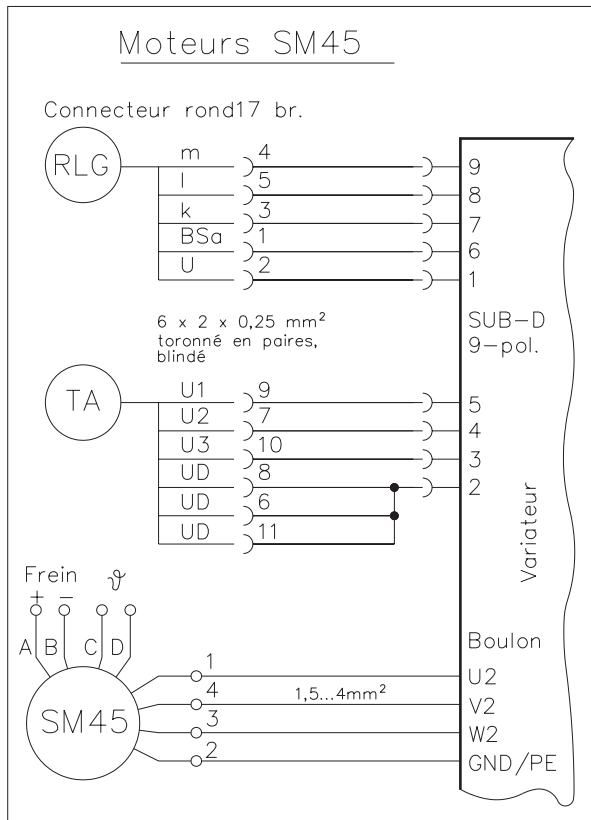 Moteurs SM45
Connecteur rond17 br.
RLG
m 4 9
l 5 8
k 3 7
BSa 1 6
U 2 1
6 x 2 x 0,25 mm²
toronné en paires,
blindé
SUB-D
9-pol.
TA
U1 9 5
U2 7 4
U3 10 3
UD 8 2
UD 6
UD 11
Variateur
Frein ϑ
+ −
A B C D
SM45
Boulon
1 U2
4 1,5...4mm² V2
3 W2
2 GND/PE